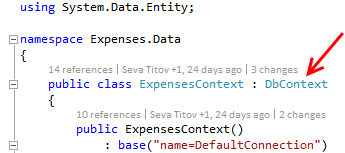 using System.Data.Entity;
namespace Expenses.Data
{
14 references | Seva Titov +1, 24 days ago | 3 changes
public class ExpensesContext : DbContext
{
10 references | Seva Titov +1, 24 days ago | 2 changes
public ExpensesContext()
: base("name=DefaultConnection")